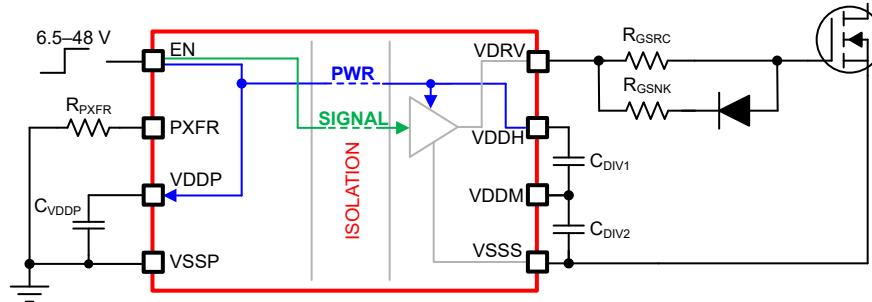 6.5–48 V
EN
VDRV
RGSRC
PWR
RGSNK
RPXFR
PXFR
SIGNAL
VDDH
ISOLATION
CDIV1
VDDP
VDDM
CVDDP
CDIV2
VSSP
VSSS